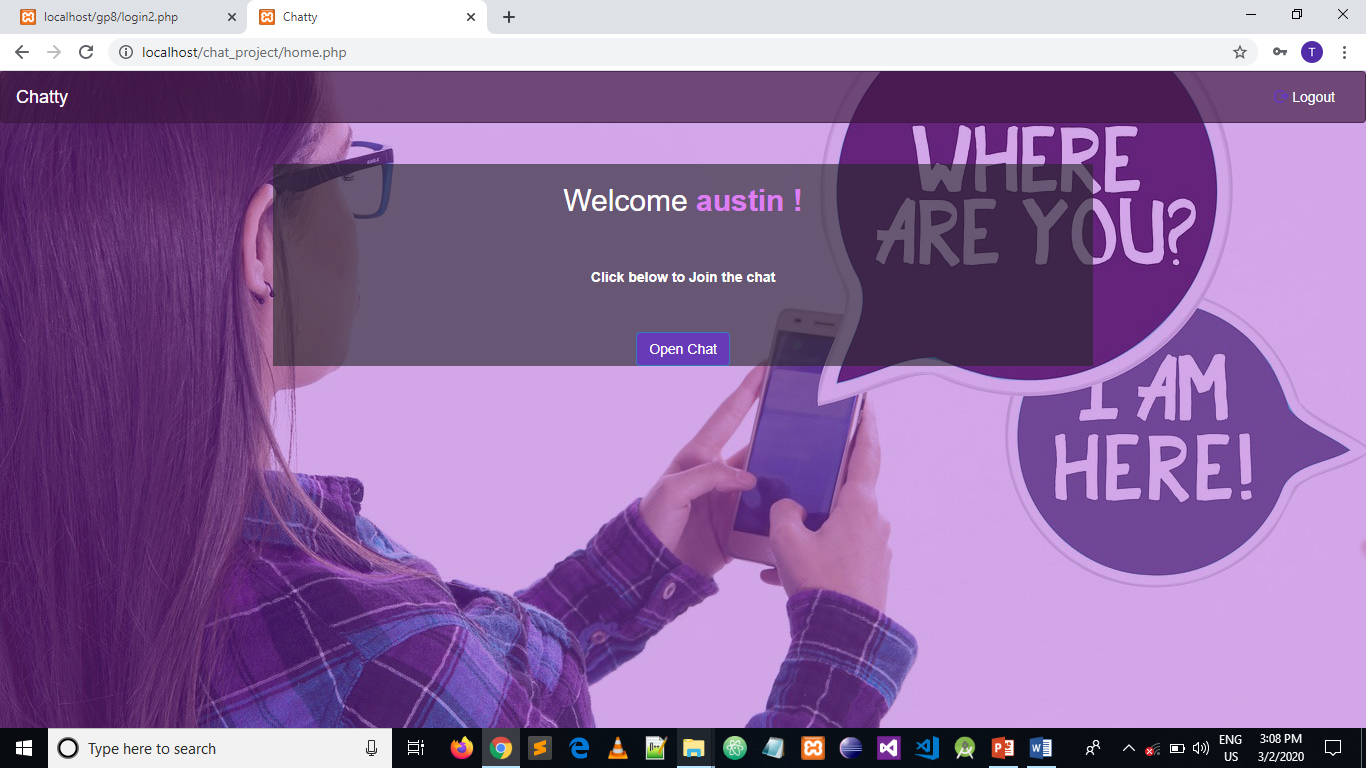 localhost/gp8/login2.php
Chatty
localhost/chat_project/home.php
T
Chatty
Logout
WHERE
ARE YOU?
Welcome austin !
Click below to Join the chat
Open Chat
I AM
HERE!
Type here to search
ENG
US
3:08 PM
3/2/2020